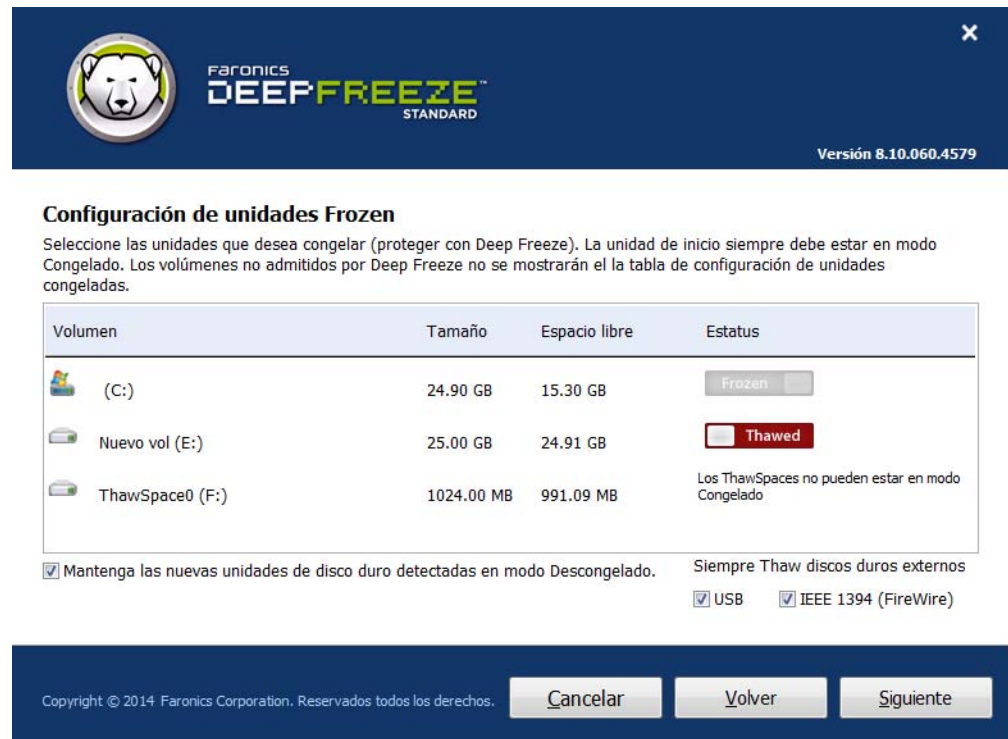 Faronics
DEEPFREEZE™
STANDARD
Versión 8.10.060.4579
Configuración de unidades Frozen
Seleccione las unidades que desea congelar (proteger con Deep Freeze). La unidad de inicio siempre debe estar en modo
Congelado. Los volúmenes no admitidos por Deep Freeze no se mostrarán el la tabla de configuración de unidades
congeladas.
Volumen Tamaño Espacio libre Estatus
(C:) 24.90 GB 15.30 GB Frozen
Nuevo vol (E:) 25.00 GB 24.91 GB Thawed
ThawSpace0 (F:) 1024.00 MB 991.09 MB Los ThawSpaces no pueden estar en modo
Congelado
Mantenga las nuevas unidades de disco duro detectadas en modo Descongelado.
Siempre Thaw discos duros externos
USB IEEE 1394 (FireWire)
Copyright © 2014 Faronics Corporation. Reservados todos los derechos.
Cancelar Volver Siguiente